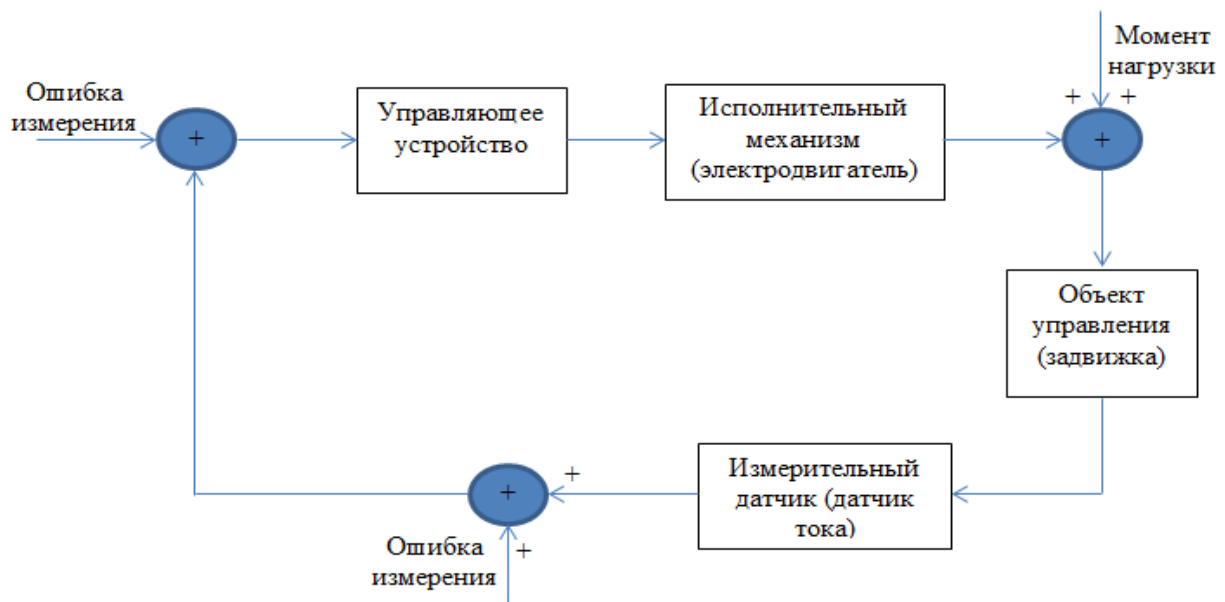 Момент
нагрузки
Ошибка
измерения
+
Управляющее
устройство
Исполнительный
механизм
(электродвигатель)
+ +
+
Объект
управления
(задвижка)
Измерительный
датчик (датчик
тока)
+
+
Ошибка
измерения
+